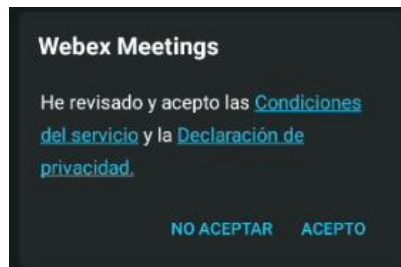 Webex Meetings
He revisado y acepto las Condiciones
del servicio y la Declaración de
privacidad.
NO ACEPTAR ACEPTO